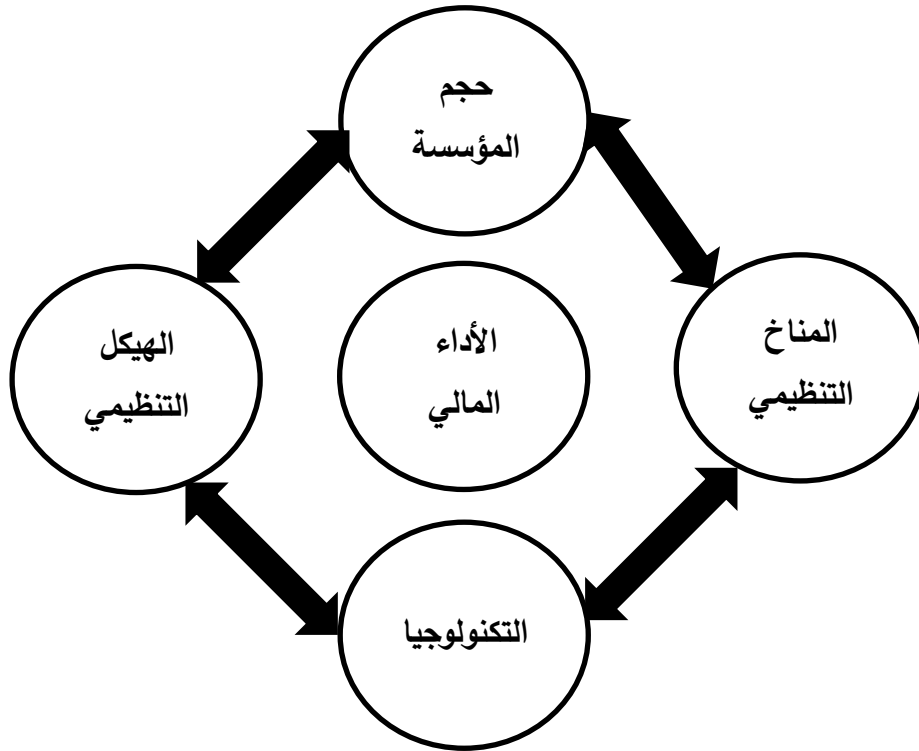 حجم
المؤسسة
المناخ
التنظيمي
الأداء
المالي
الهيكل
التنظيمي
التكنولوجيا